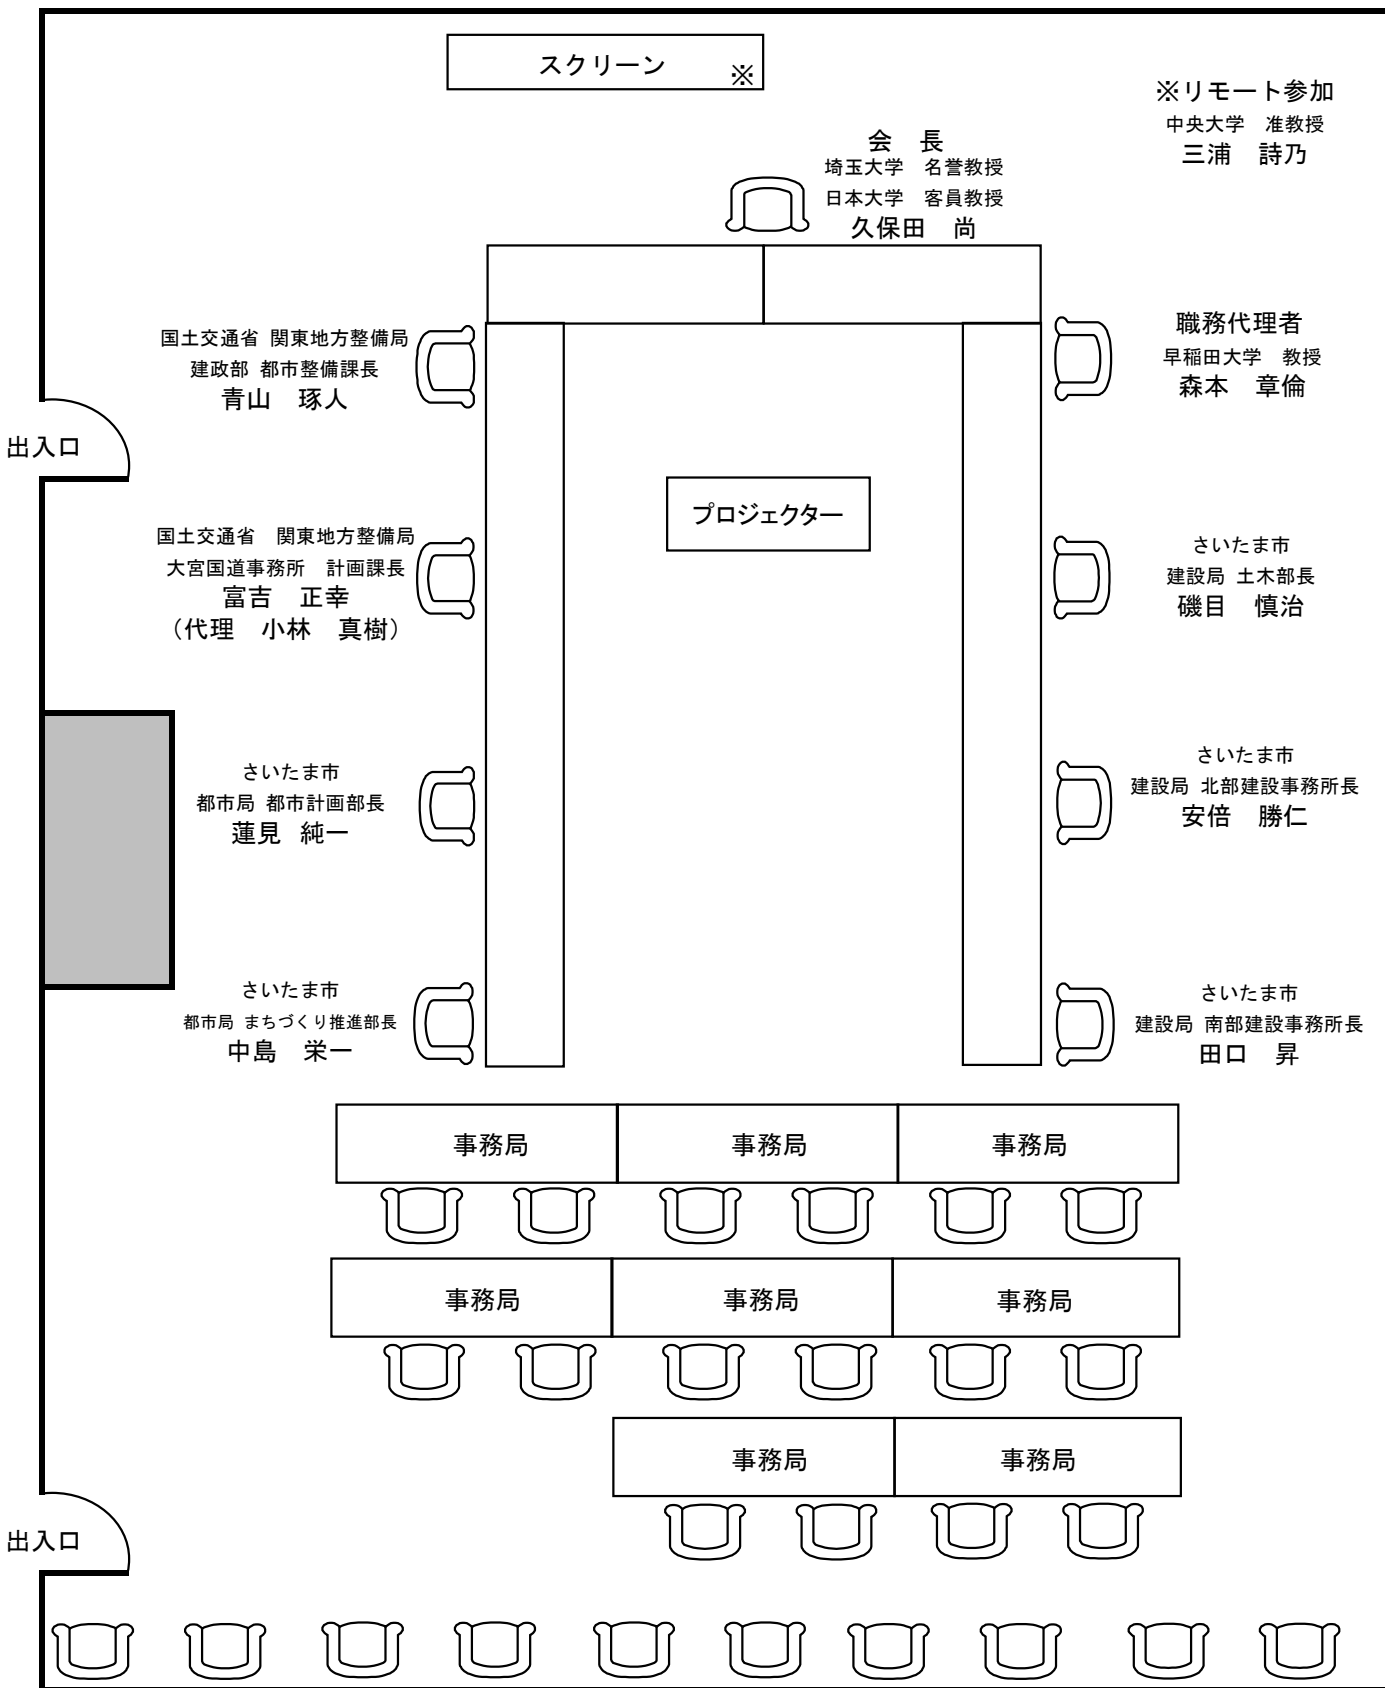 スクリーン ※
※リモート参加
中央大学　准教授
三浦　詩乃
会　長
埼玉大学　名誉教授
日本大学　客員教授
久保田　尚
国土交通省 関東地方整備局
建政部 都市整備課長
青山　琢人
職務代理者
早稲田大学　教授
森本　章倫
出入口
プロジェクター
国土交通省　関東地方整備局
大宮国道事務所　計画課長
富吉　正幸
（代理　小林　真樹）
さいたま市
建設局 土木部長
磯目　慎治
さいたま市
都市局 都市計画部長
蓮見　純一
さいたま市
建設局 北部建設事務所長
安倍　勝仁
さいたま市
都市局 まちづくり推進部長
中島　栄一
さいたま市
建設局 南部建設事務所長
田口　昇
事務局
事務局
事務局
事務局
事務局
事務局
事務局
事務局
出入口